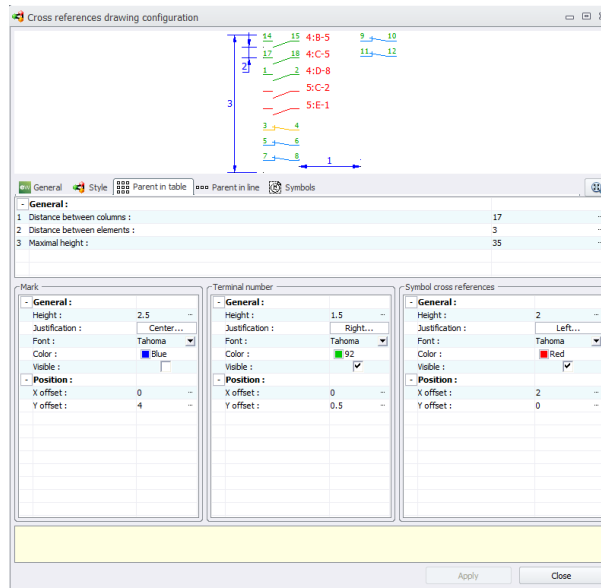 Cross references drawing configuration
14 15 4:B-5 9 10
17 18 4:C-5 11 12
2 1 2 4:D-8
5:C-2
3 5:E-1
3 4
5 6
7 8 1
General Style Parent in table Parent in line Symbols
- General :
1 Distance between columns : 17 ...
2 Distance between elements : 3 ...
3 Maximal height : 35 ...
Mark Terminal number Symbol cross references
- General : - General : - General :
Height : 2.5 ... Height : 1.5 ... Height : 2 ...
Justification : Center... Justification : Right... Justification : Left...
Font : Tahoma Font : Tahoma Font : Tahoma
Color : Blue Color : 92 Color : Red
Visible : Visible : Visible :
- Position : - Position : - Position :
X offset : 0 ... X offset : 0 ... X offset : 2 ...
Y offset : 4 ... Y offset : 0.5 ... Y offset : 0 ...
Apply Close